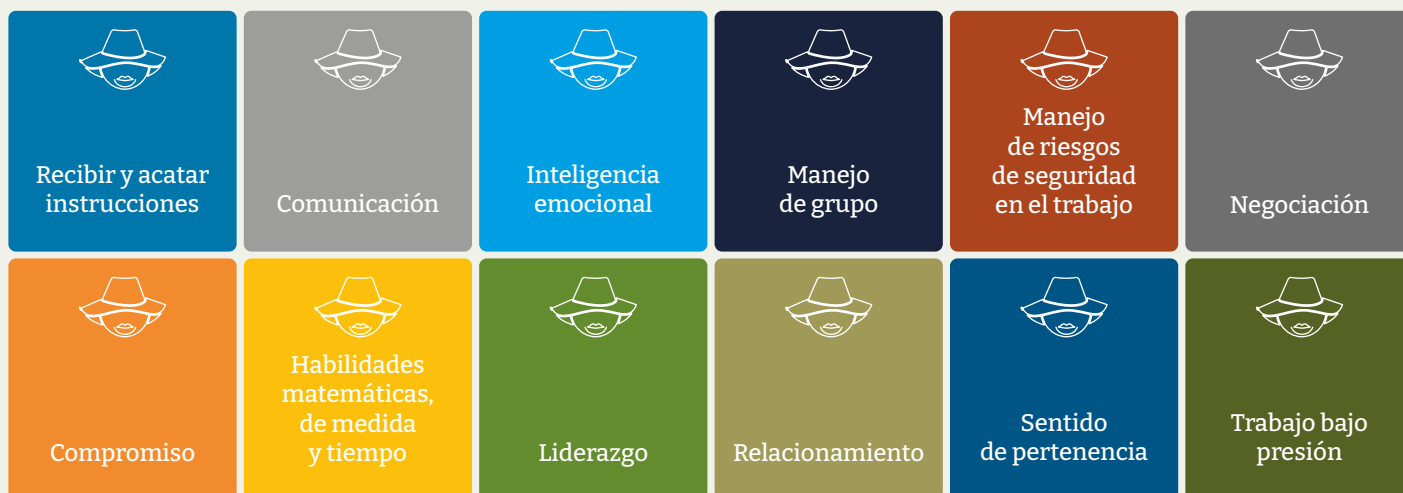 Recibir y acatar
instrucciones
Comunicación
Inteligencia
emocional
Manejo
de grupo
Manejo
de riesgos
de seguridad
en el trabajo
Negociación
Compromiso
Habilidades
matemáticas,
de medida
y tiempo
Liderazgo
Relacionamiento
Sentido
de pertenencia
Trabajo bajo
presión